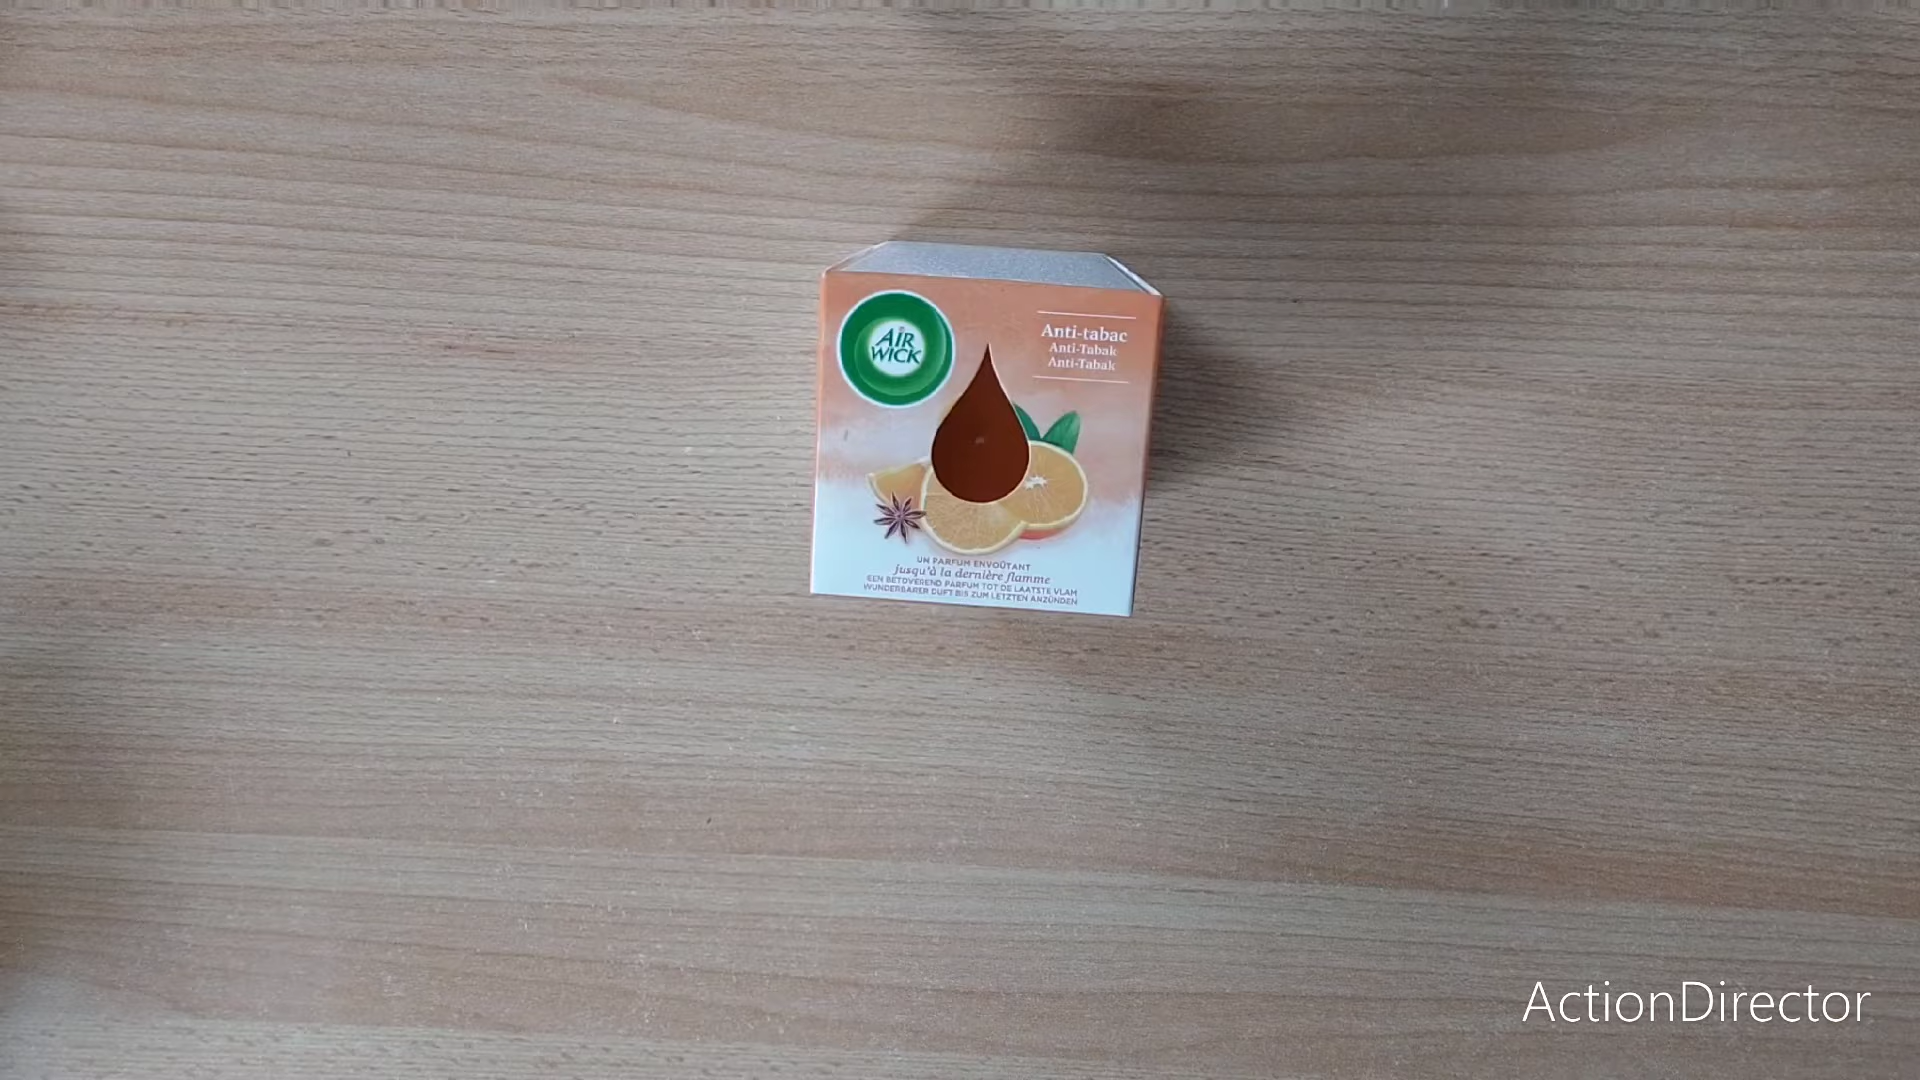 AIR
WICK
Anti-tabac
Anti-Tabak
Anti-Tabak
UN PARFUM ENVOÛTANT
jusqu'à la dernière flamme
EEN BETOVEREND PARFUM TOT DE LAATSTE VLAM
WUNDERBARER DUFT BIS ZUM LETZTEN ANZÜNDEN
ActionDirector